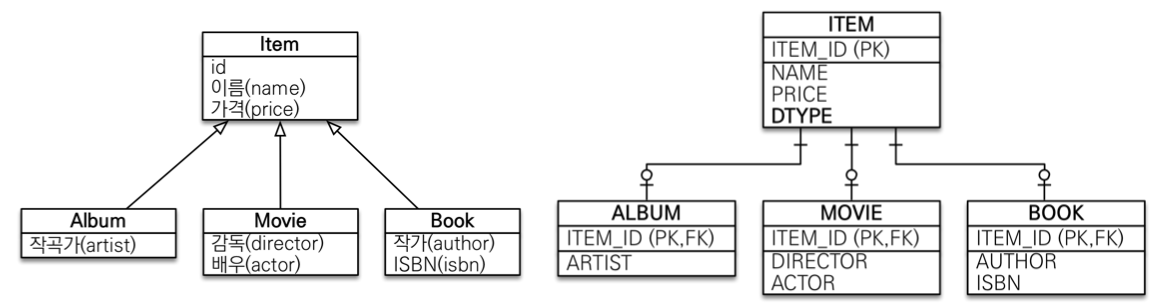 Item
id
이름(name)
가격(price)
Album
작곡가(artist)
Movie
감독(director)
배우(actor)
Book
작가(author)
ISBN(isbn)
ITEM
ITEM_ID (PK)
NAME
PRICE
DTYPE
ALBUM
ITEM_ID (PK,FK)
ARTIST
MOVIE
ITEM_ID (PK,FK)
DIRECTOR
ACTOR
BOOK
ITEM_ID (PK,FK)
AUTHOR
ISBN